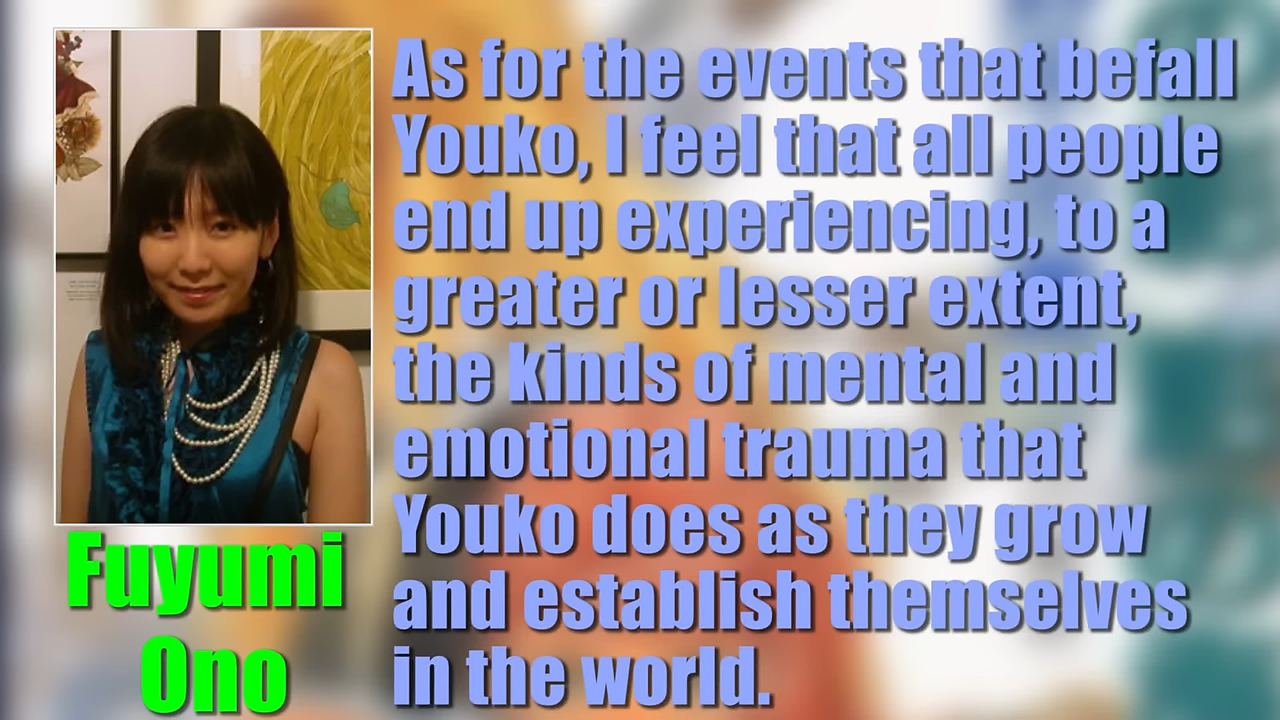 As for the events that befall
Youko, I feel that all people
end up experiencing, to a
greater or lesser extent,
the kinds of mental and
emotional trauma that
Youko does as they grow
and establish themselves
in the world.
Fuyumi
Ono